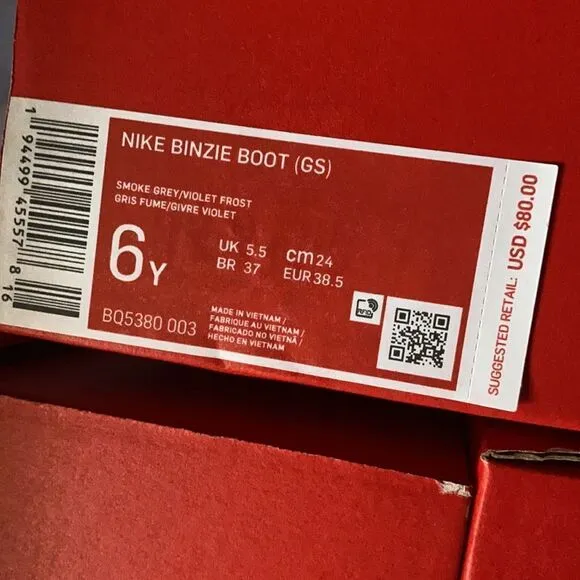 NIKE BINZIE BOOT (GS)
SMOKE GREY/VIOLET FROST
GRIS FUME/GIVRE VIOLET
6Y
UK 5.5 cm 24
BR 37 EUR 38.5
BQ5380 003
MADE IN VIETNAM /
FABRIQUE AU VIETNAM /
FABRICADO NO VIETNÃ /
HECHO EN VIETNAM
1 94499 45557 8 16
SUGGESTED RETAIL: USD $80.00